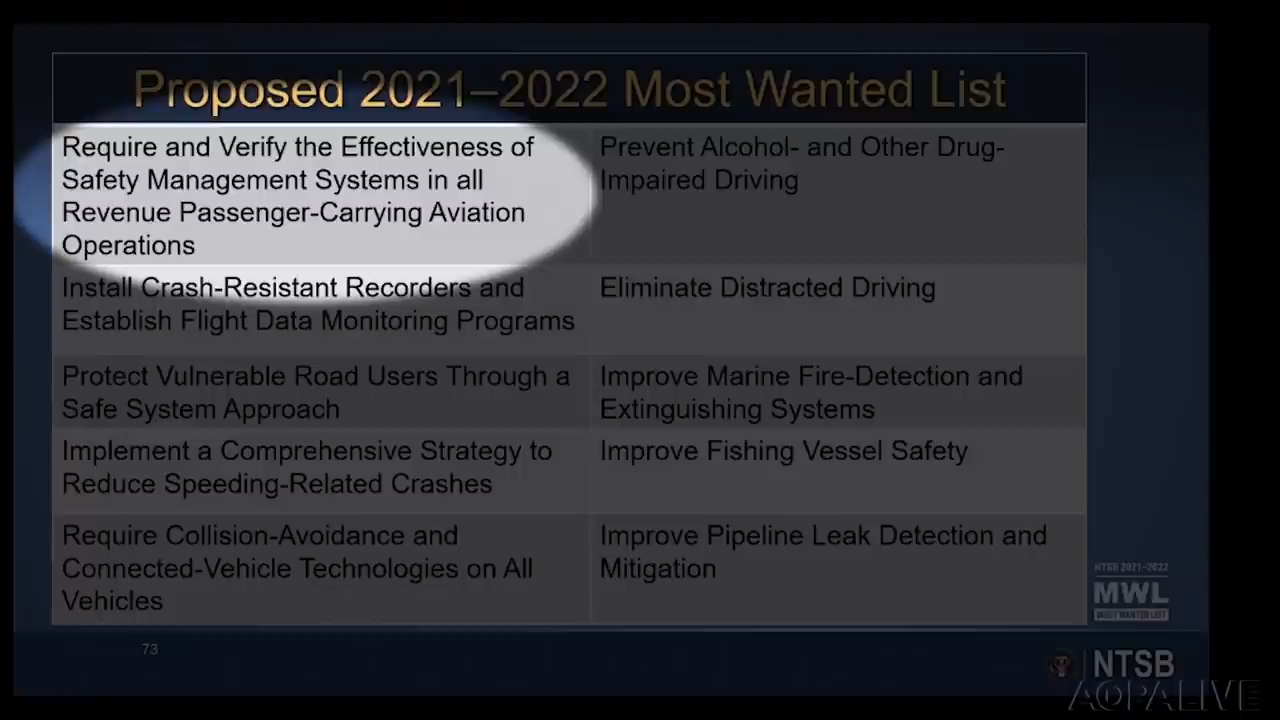 Proposed 2021–2022 Most Wanted List
Require and Verify the Effectiveness of
Safety Management Systems in all
Revenue Passenger-Carrying Aviation
Operations
Prevent Alcohol- and Other Drug-
Impaired Driving
Install Crash-Resistant Recorders and
Establish Flight Data Monitoring Programs
Eliminate Distracted Driving
Protect Vulnerable Road Users Through a
Safe System Approach
Improve Marine Fire-Detection and
Extinguishing Systems
Implement a Comprehensive Strategy to
Reduce Speeding-Related Crashes
Improve Fishing Vessel Safety
Require Collision-Avoidance and
Connected-Vehicle Technologies on All
Vehicles
Improve Pipeline Leak Detection and
Mitigation
NTSB 2021-2022
MWL
MOST WANTED LIST
73
NTSB
AOPALIVE